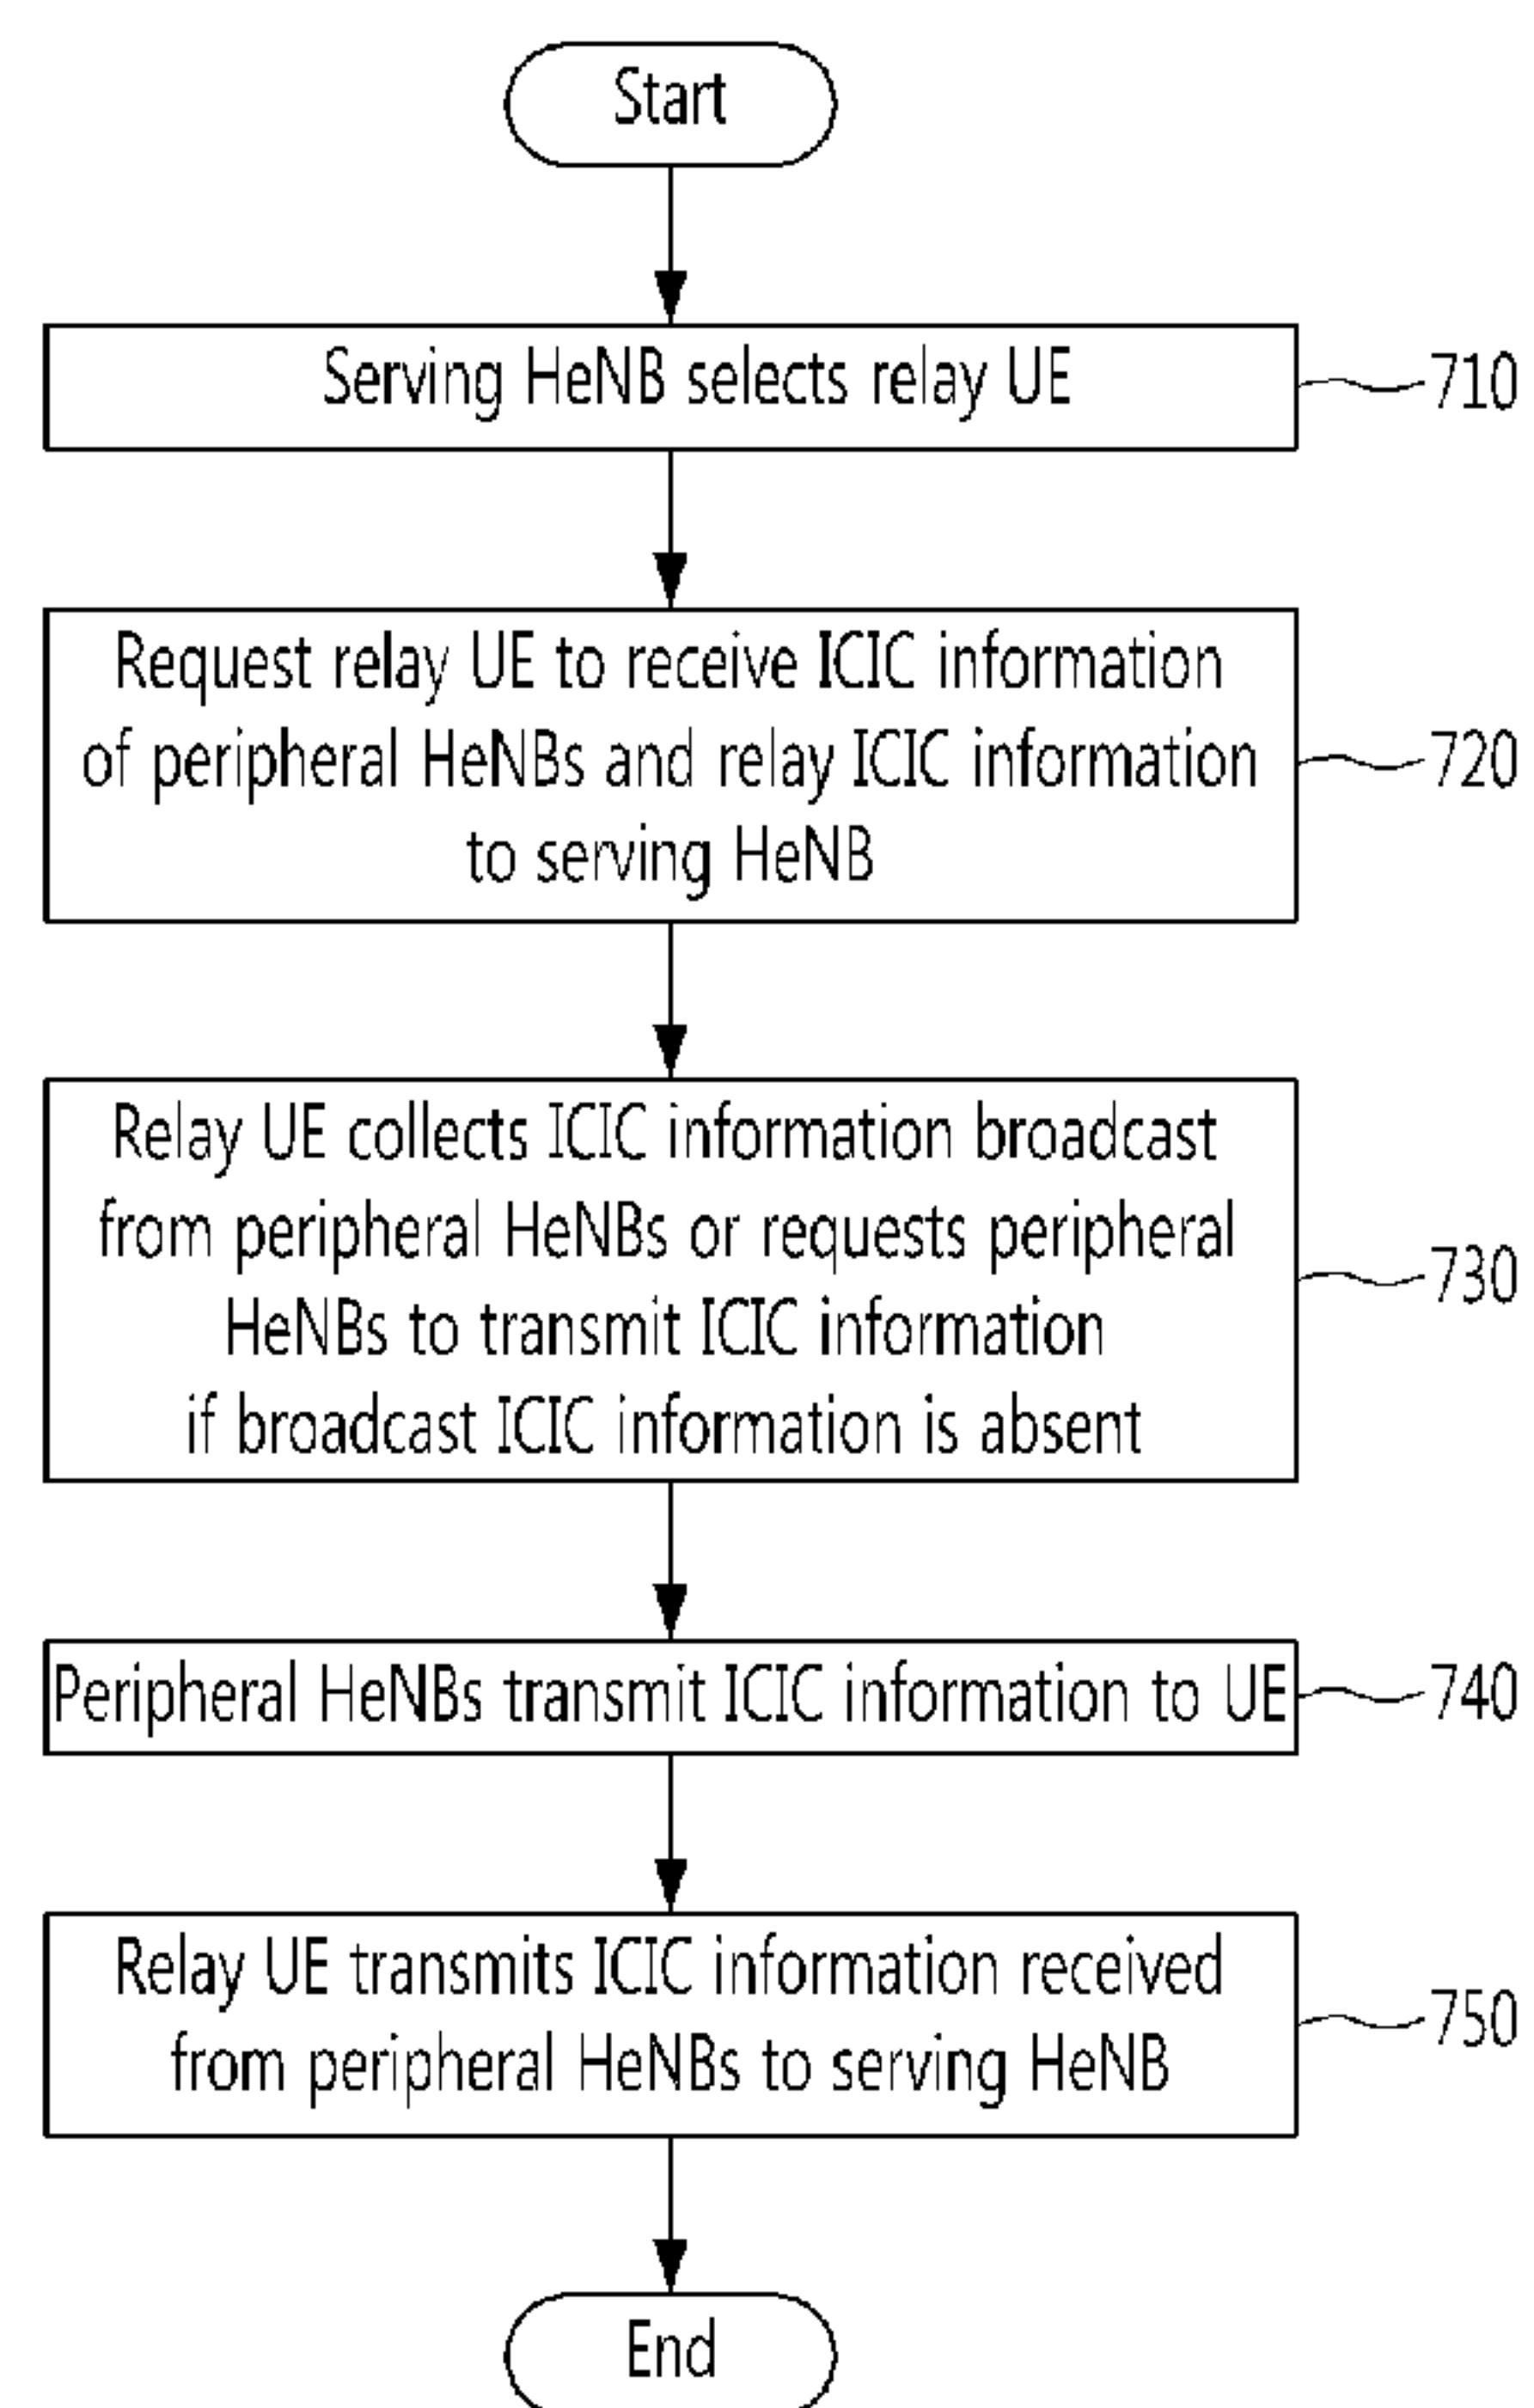 Start
Serving HeNB selects relay UE
710
Request relay UE to receive ICIC information
of peripheral HeNBs and relay ICIC information
to serving HeNB
720
Relay UE collects ICIC information broadcast
from peripheral HeNBs or requests peripheral
HeNBs to transmit ICIC information
if broadcast ICIC information is absent
730
Peripheral HeNBs transmit ICIC information to UE
740
Relay UE transmits ICIC information received
from peripheral HeNBs to serving HeNB
750
End